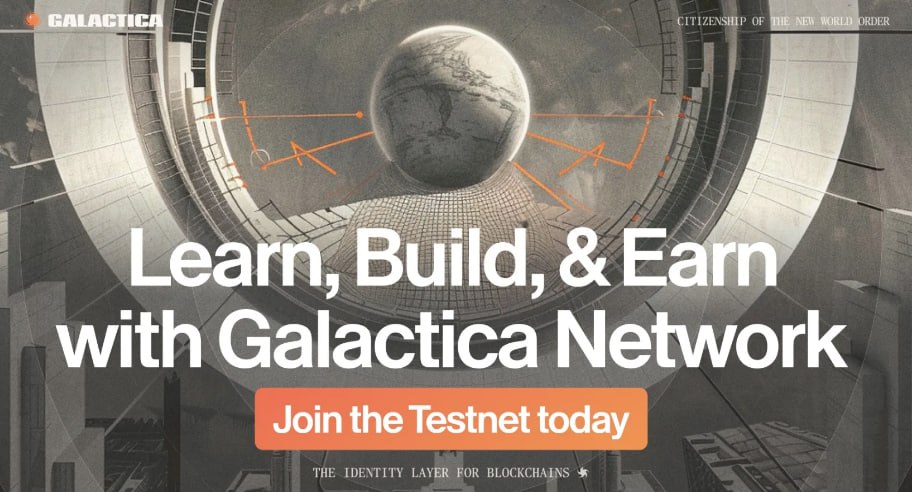 GALACTICA
CITIZENSHIP OF THE NEW WORLD ORDER
Learn, Build, & Earn
with Galactica Network
Join the Testnet today
THE IDENTITY LAYER FOR BLOCKCHAINS